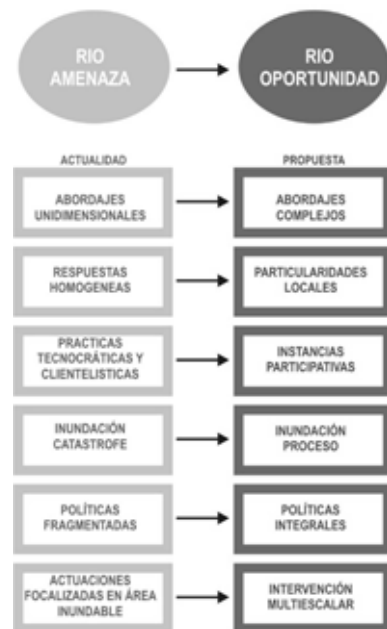 RIO
AMENAZA
RIO
OPORTUNIDAD
ACTUALIDAD
PROPUESTA
ABORDAJES
UNIDIMENSIONALES
ABORDAJES
COMPLEJOS
RESPUESTAS
HOMOGENEAS
PARTICULARIDADES
LOCALES
PRACTICAS
TECNOCRÁTICAS Y
CLIENTELISTICAS
INSTANCIAS
PARTICIPATIVAS
INUNDACIÓN
CATASTROFE
INUNDACIÓN
PROCESO
POLÍTICAS
FRAGMENTADAS
POLÍTICAS
INTEGRALES
ACTUACIONES
FOCALIZADAS EN ÁREA
INUNDABLE
INTERVENCIÓN
MULTIESCALAR